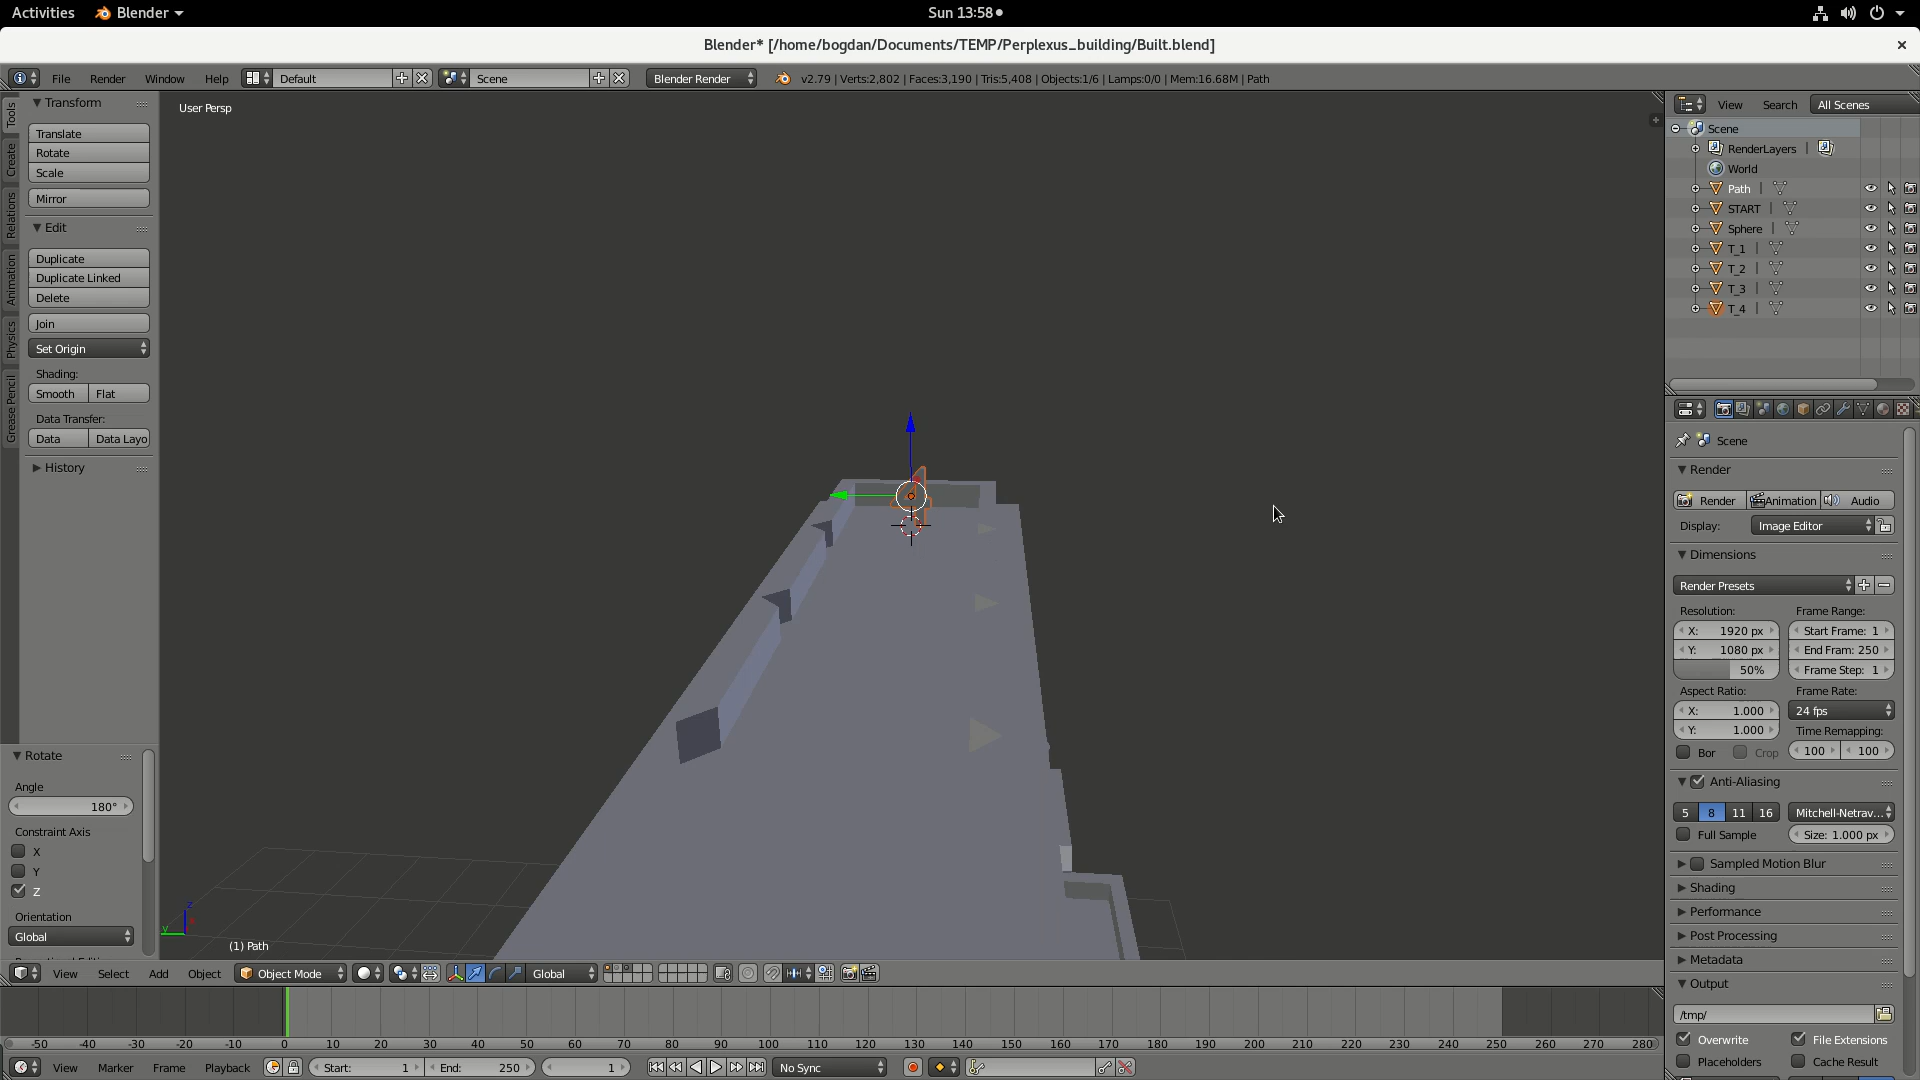 Activities Blender Sun 13:58
Blender* [/home/bogdan/Documents/TEMP/Perplexus_building/Built.blend]
File Render Window Help Default Scene Blender Render v2.79 | Verts:2,802 | Faces:3,190 | Tris:5,408 | Objects:1/6 | Lamps:0/0 | Mem:16.68M | Path
Tools
Create
Relations
Animation
Physics
Grease Pencil
Transform
Translate
Rotate
Scale
Mirror
Edit
Duplicate
Duplicate Linked
Delete
Join
Set Origin
Shading:
Smooth Flat
Data Transfer:
Data Data Layo
History
Rotate
Angle
180°
Constraint Axis
X
Y
Z
Orientation
Global
User Persp
z
y
(1) Path
View Select Add Object Object Mode Global
-50 -40 -30 -20 -10 0 10 20 30 40 50 60 70 80 90 100 110 120 130 140 150 160 170 180 190 200 210 220 230 240 250 260 270 280
View Marker Frame Playback Start: 1 End: 250 1 No Sync
View Search All Scenes
Scene
RenderLayers |
World
Path |
START |
Sphere |
T_1 |
T_2 |
T_3 |
T_4 |
Scene
Render
Render Animation Audio
Display: Image Editor
Dimensions
Render Presets
Resolution: Frame Range:
X: 1920 px Start Frame: 1
Y: 1080 px End Fram: 250
50% Frame Step: 1
Aspect Ratio: Frame Rate:
X: 1.000 24 fps
Y: 1.000 Time Remapping:
Bor Crop 100 100
Anti-Aliasing
5 8 11 16 Mitchell-Netrav...
Full Sample Size: 1.000 px
Sampled Motion Blur
Shading
Performance
Post Processing
Metadata
Output
/tmp/
Overwrite File Extensions
Placeholders Cache Result